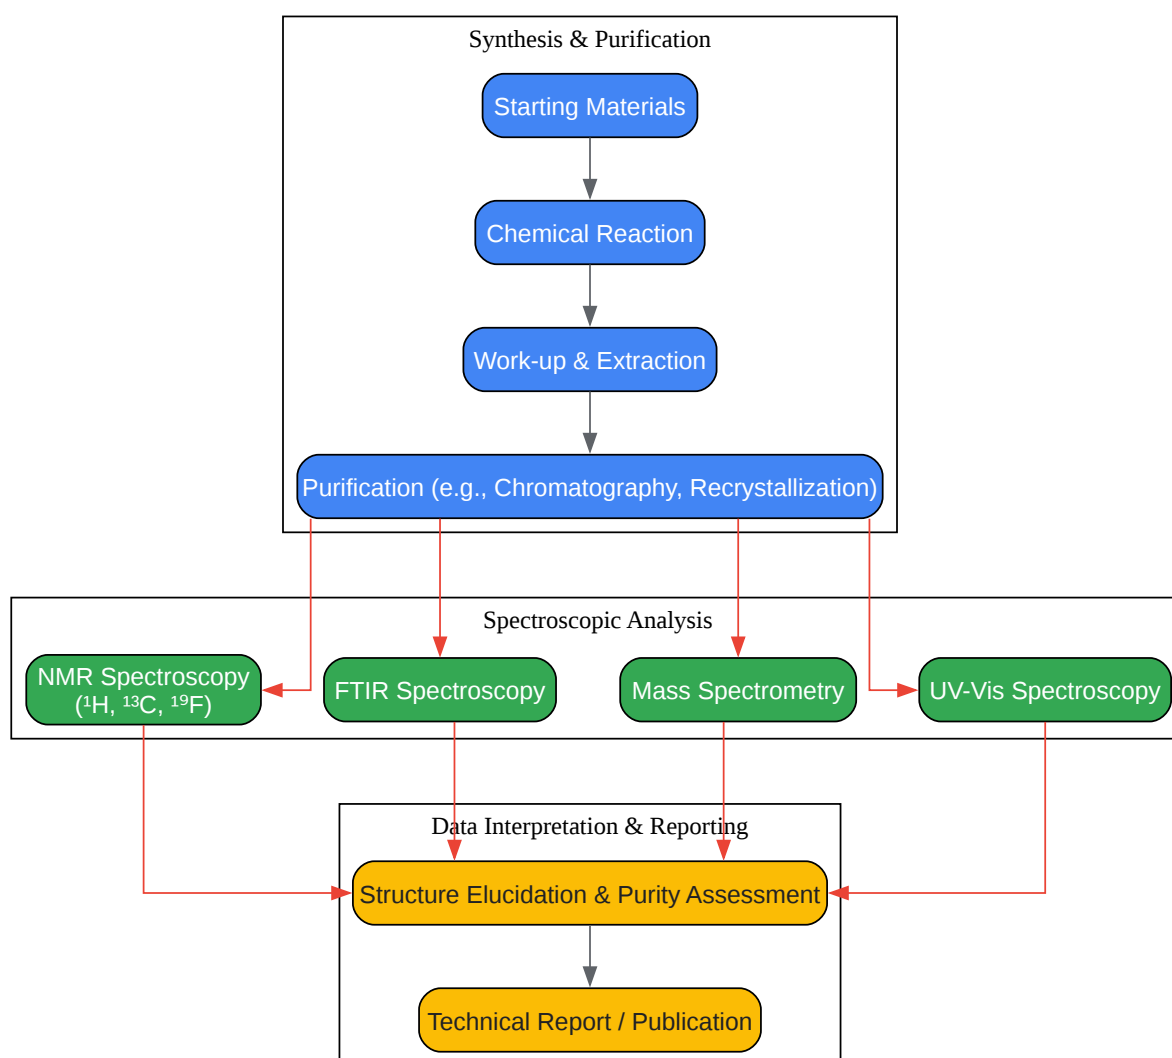 Synthesis & Purification
Starting Materials
Chemical Reaction
Work-up & Extraction
Purification (e.g., Chromatography, Recrystallization)
Spectroscopic Analysis
NMR Spectroscopy
(¹H, ¹³C, ¹⁹F)
FTIR Spectroscopy
Mass Spectrometry
UV-Vis Spectroscopy
Data Interpretation & Reporting
Structure Elucidation & Purity Assessment
Technical Report / Publication